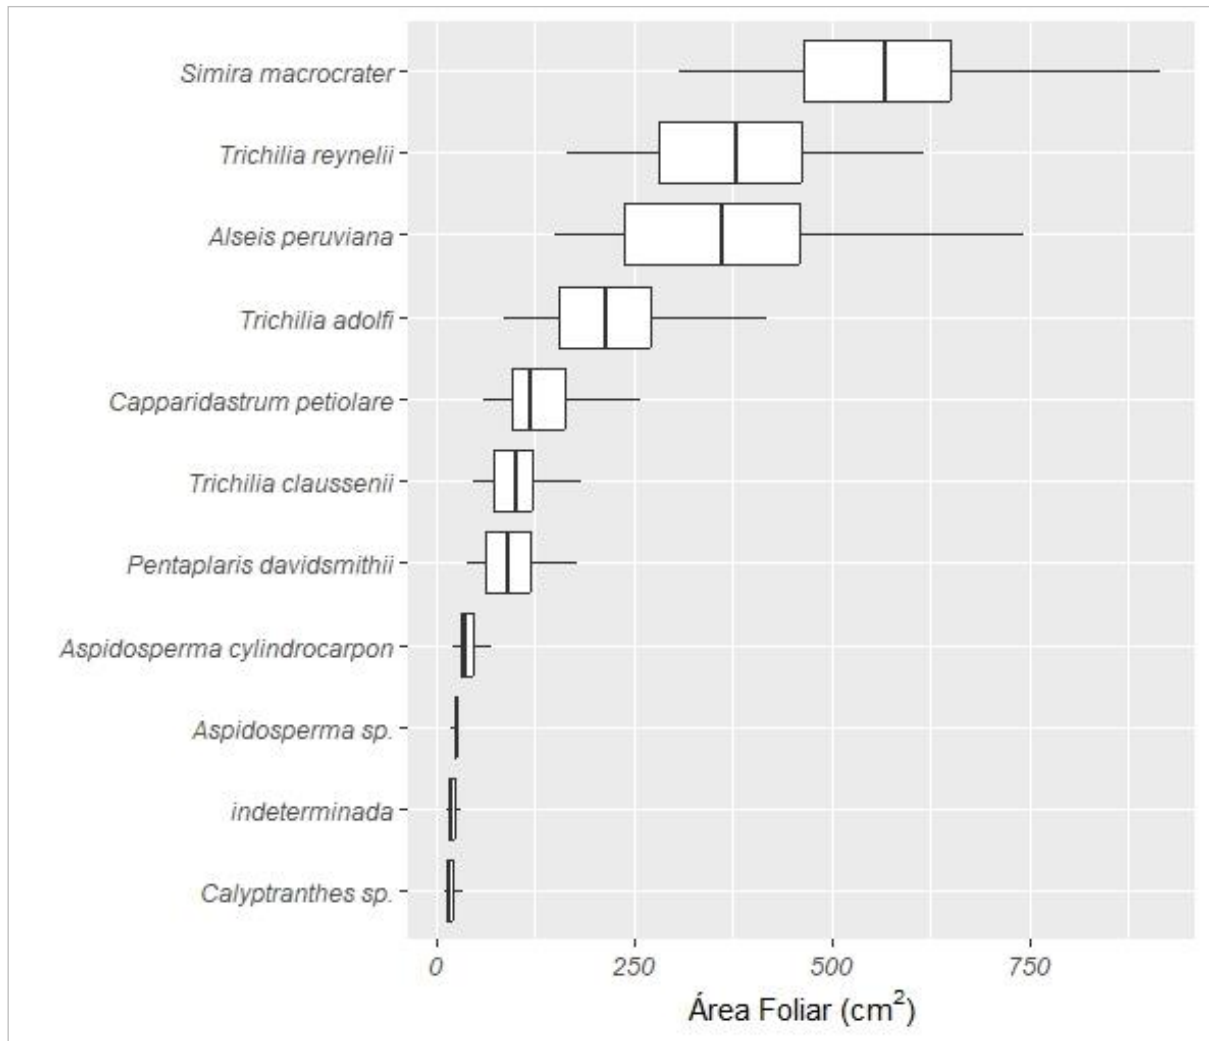 Simira macrocrater
Trichilia reynelii
Alseis peruviana
Trichilia adolfi
Capparidastrum petiolare
Trichilia claussenii
Pentaplaris davidsmithii
Aspidosperma cylindrocarpon
Aspidosperma sp.
indeterminada
Calyptranthes sp.
0 250 500 750
Área Foliar (cm²)